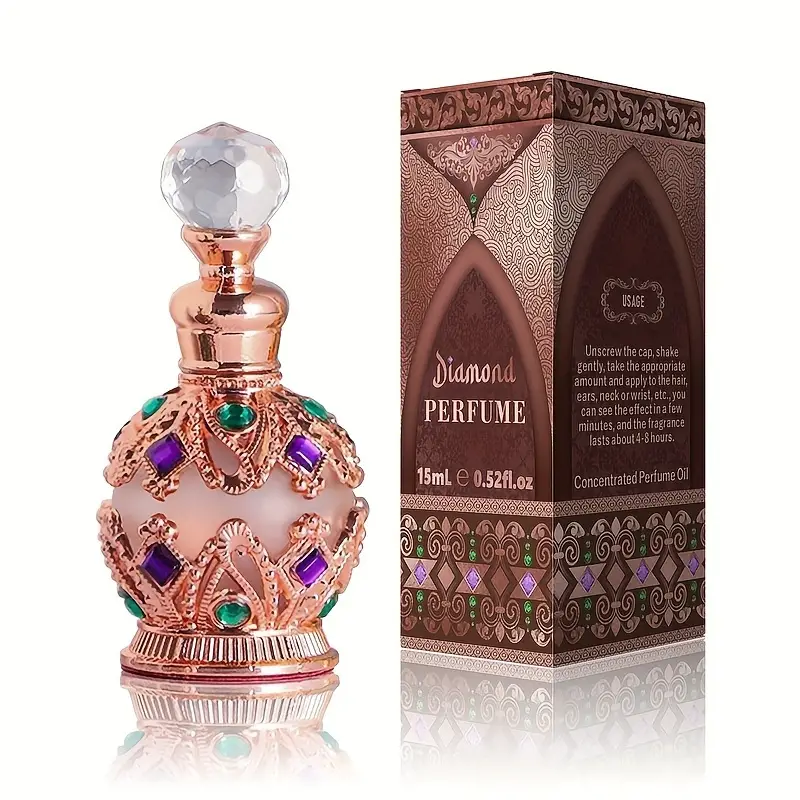 Diamond
PERFUME
15mL ℮ 0.52fl.oz
USAGE
Unscrew the cap, shake
gently, take the appropriate
amount and apply to the hair,
ears, neck or wrist, etc., you
can see the effect in a few
minutes, and the fragrance
lasts about 4-8 hours.
Concentrated Perfume Oil